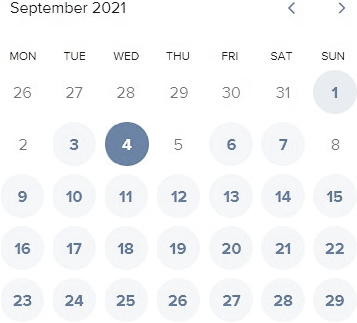 September 2021
MON TUE WED THU FRI SAT SUN
26 27 28 29 30 31 1
2 3 4 5 6 7 8
9 10 11 12 13 14 15
16 17 18 19 20 21 22
23 24 25 26 27 28 29